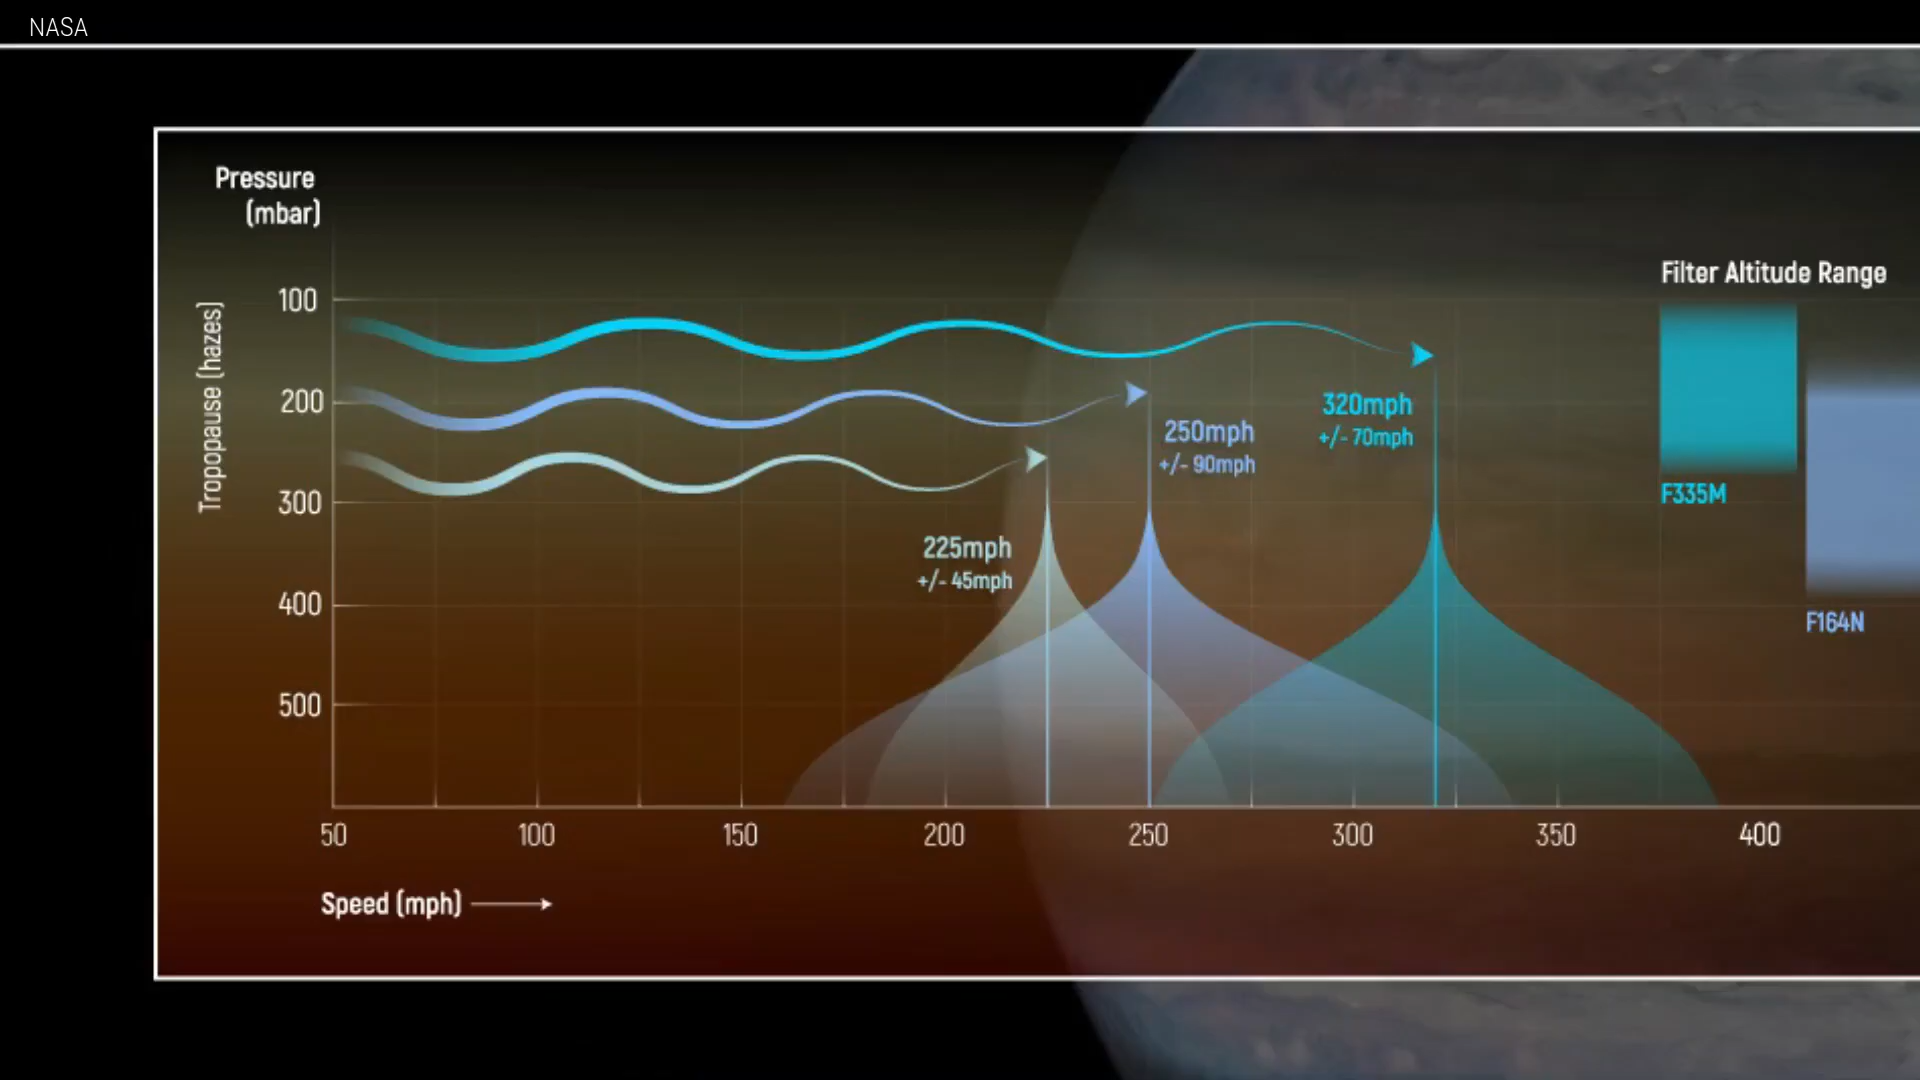 NASA
Pressure
(mbar)
Tropopause (hazes)
100
200
300
400
500
320mph
+/- 70mph
250mph
+/- 90mph
225mph
+/- 45mph
Filter Altitude Range
F335M
F164N
50
100
150
200
250
300
350
400
Speed (mph)